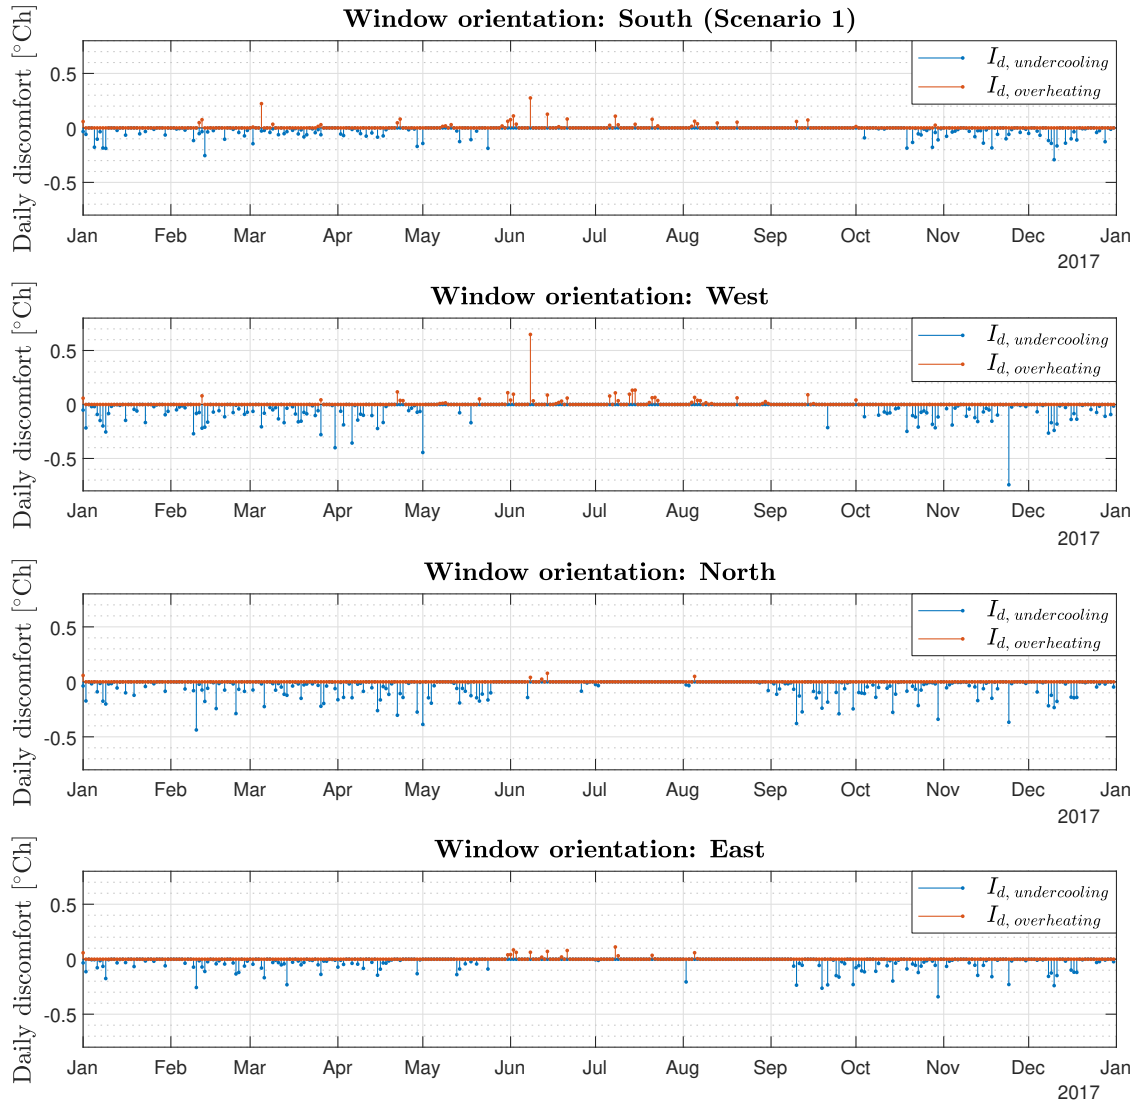 Window orientation: South (Scenario 1)
Daily discomfort [°Ch]
0.5
0
-0.5
I_d, undercooling
I_d, overheating
Jan Feb Mar Apr May Jun Jul Aug Sep Oct Nov Dec Jan
2017
Window orientation: West
Daily discomfort [°Ch]
0.5
0
-0.5
I_d, undercooling
I_d, overheating
Jan Feb Mar Apr May Jun Jul Aug Sep Oct Nov Dec Jan
2017
Window orientation: North
Daily discomfort [°Ch]
0.5
0
-0.5
I_d, undercooling
I_d, overheating
Jan Feb Mar Apr May Jun Jul Aug Sep Oct Nov Dec Jan
2017
Window orientation: East
Daily discomfort [°Ch]
0.5
0
-0.5
I_d, undercooling
I_d, overheating
Jan Feb Mar Apr May Jun Jul Aug Sep Oct Nov Dec Jan
2017